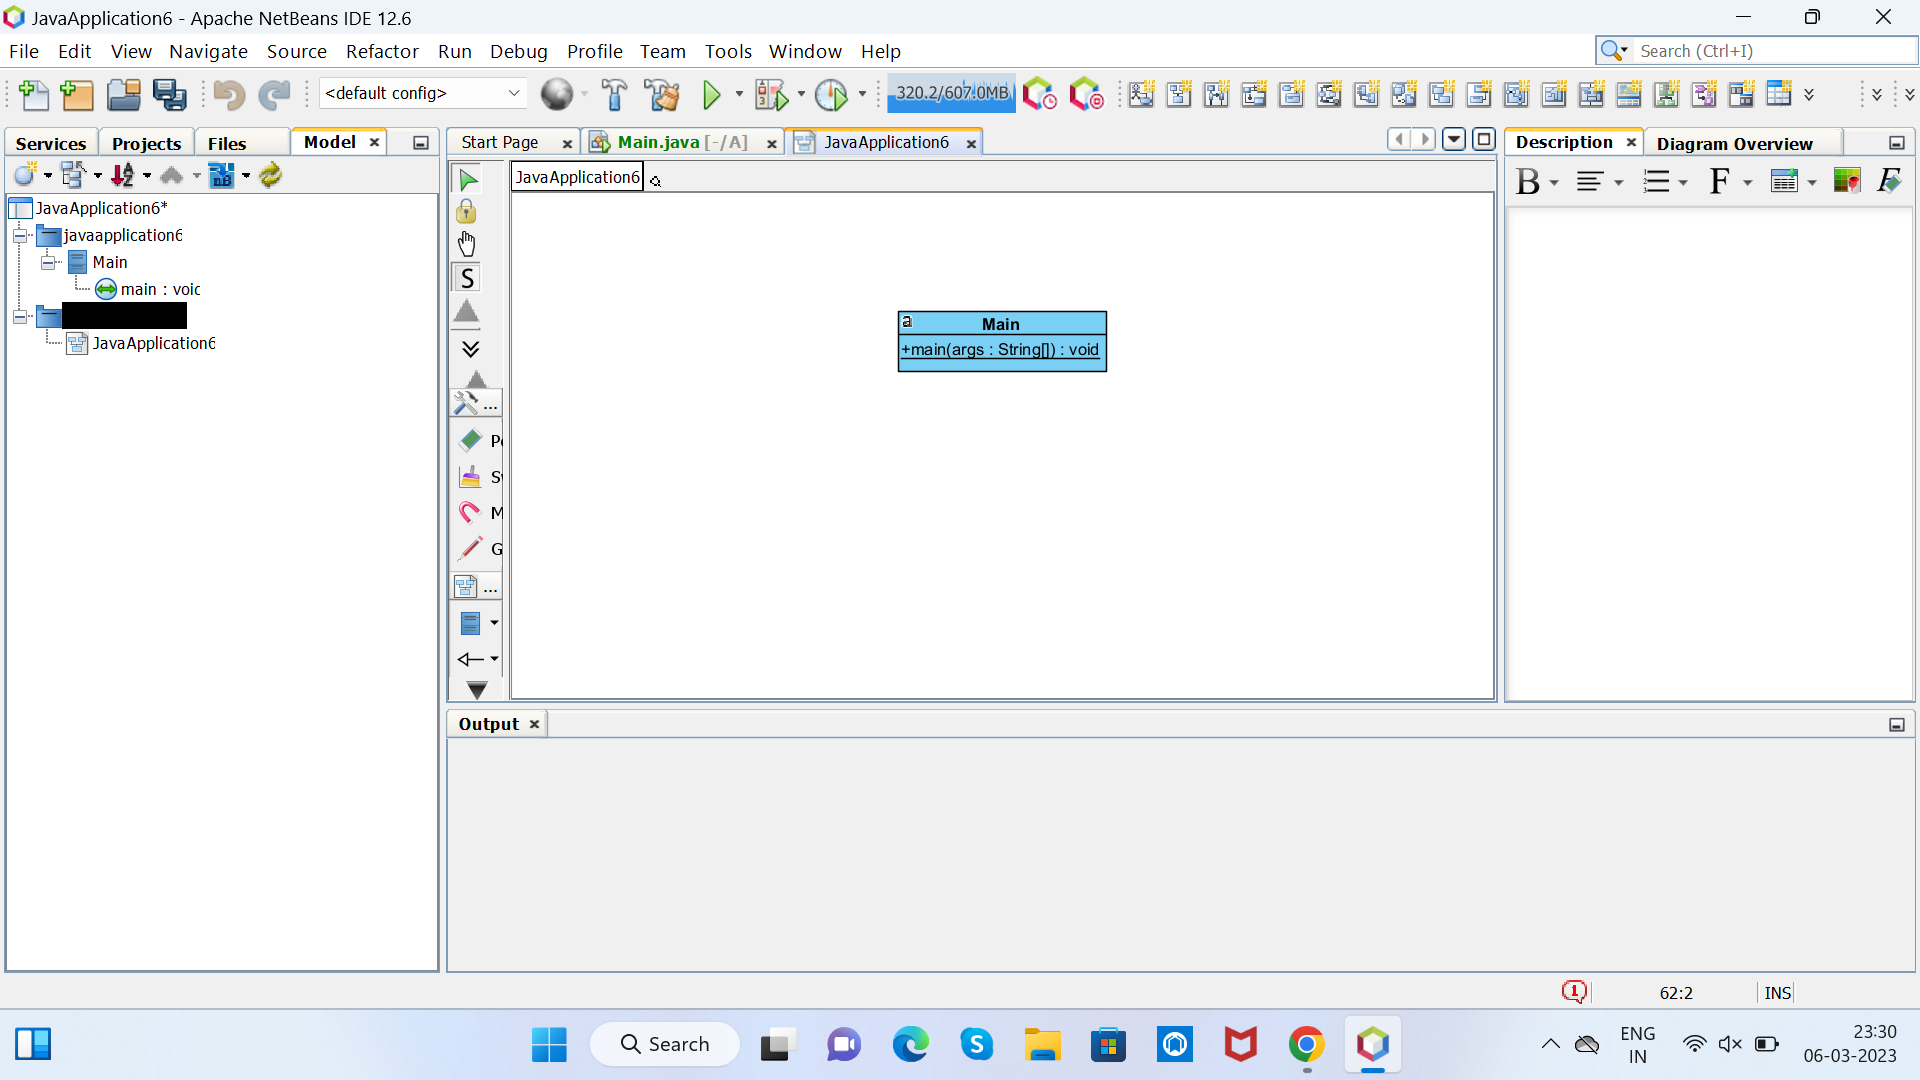 JavaApplication6 - Apache NetBeans IDE 12.6
File Edit View Navigate Source Refactor Run Debug Profile Team Tools Window Help
Search (Ctrl+I)
<default config>
320.2/607.0MB
Services Projects Files Model
Start Page Main.java [-/A] JavaApplication6
Description Diagram Overview
JavaApplication6
B F F
JavaApplication6*
javaapplication6
Main
main : voic
JavaApplication6
S
...
P
S
M
G
...
a Main
+main(args : String[]) : void
Output
1 62:2 INS
Search
ENG
IN
23:30
06-03-2023